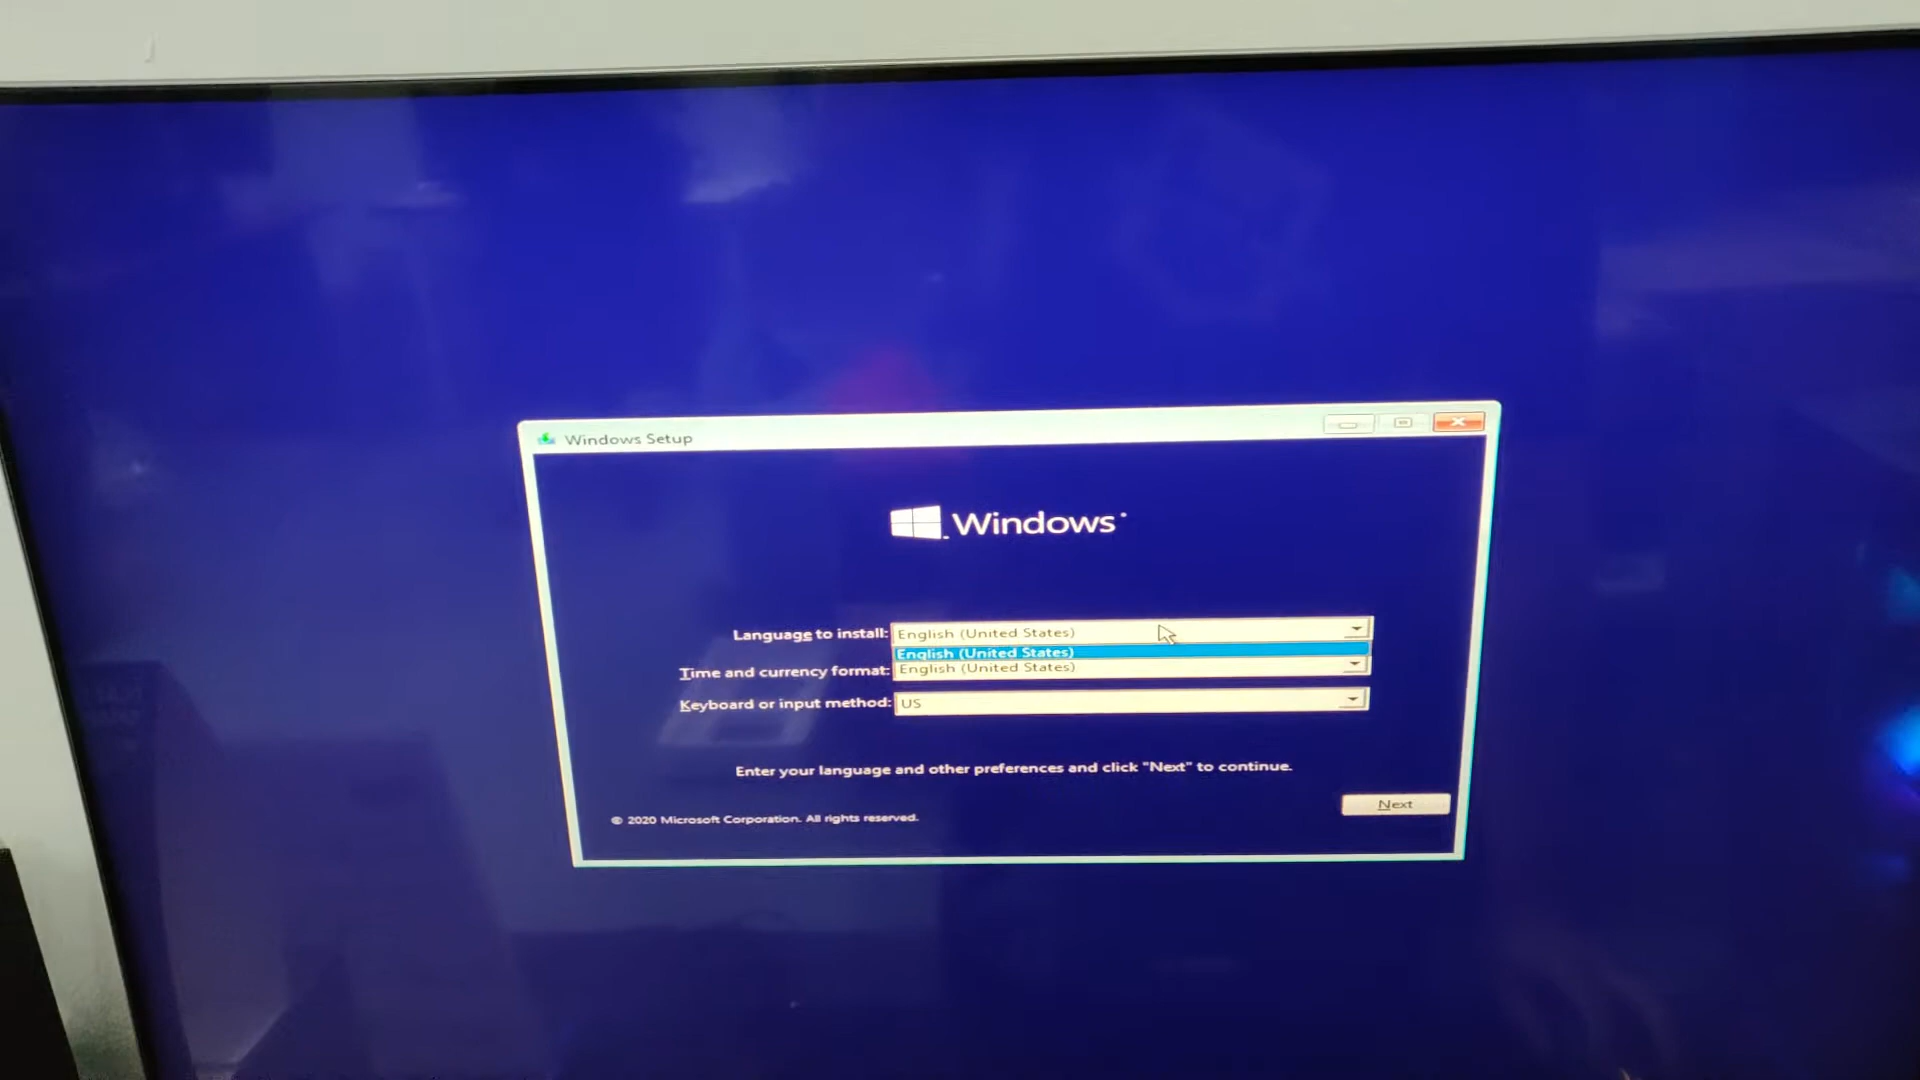 Windows Setup
Windows
Language to install: English (United States)
English (United States)
Time and currency format: English (United States)
Keyboard or input method: US
Enter your language and other preferences and click "Next" to continue.
Next
© 2020 Microsoft Corporation. All rights reserved.